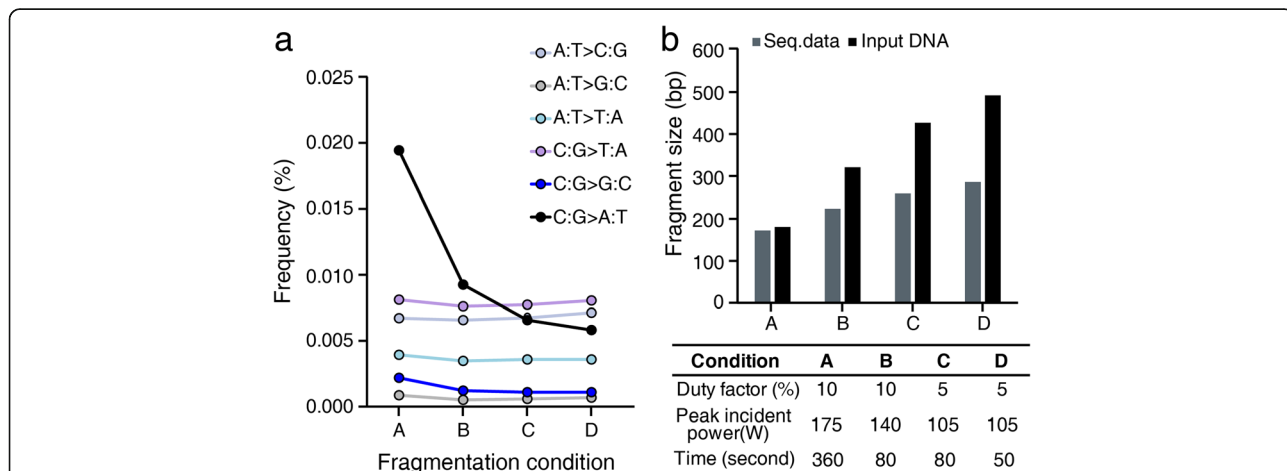 a
A:T>C:G
A:T>G:C
A:T>T:A
C:G>T:A
C:G>G:C
C:G>A:T
Frequency (%)
0.025
0.020
0.015
0.010
0.005
0.000
A B C D
Fragmentation condition
b
Seq.data Input DNA
Fragment size (bp)
600
500
400
300
200
100
0
A B C D
Condition A B C D
Duty factor (%) 10 10 5 5
Peak incident
power(W) 175 140 105 105
Time (second) 360 80 80 50